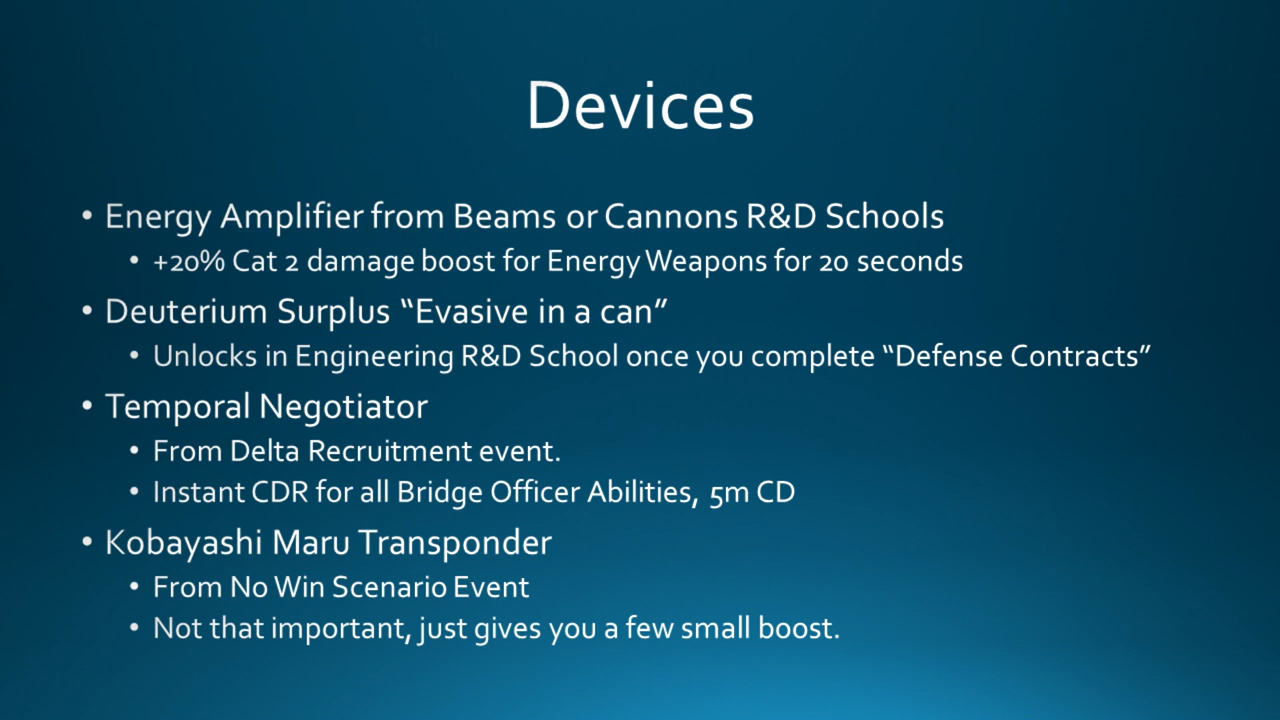 Devices
• Energy Amplifier from Beams or Cannons R&D Schools
• +20% Cat 2 damage boost for Energy Weapons for 20 seconds
• Deuterium Surplus “Evasive in a can”
• Unlocks in Engineering R&D School once you complete “Defense Contracts”
• Temporal Negotiator
• From Delta Recruitment event.
• Instant CDR for all Bridge Officer Abilities, 5m CD
• Kobayashi Maru Transponder
• From No Win Scenario Event
• Not that important, just gives you a few small boost.